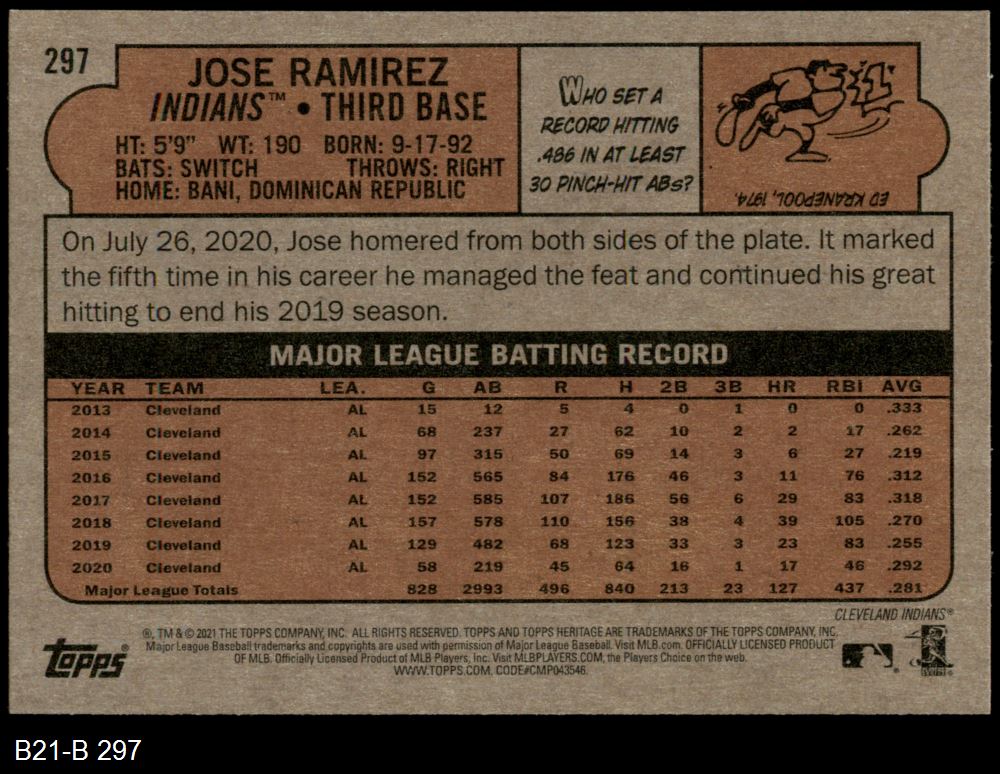 297
JOSE RAMIREZ
INDIANS™ • THIRD BASE
HT: 5'9" WT: 190 BORN: 9-17-92
BATS: SWITCH THROWS: RIGHT
HOME: BANI, DOMINICAN REPUBLIC
WHO SET A
RECORD HITTING
.486 IN AT LEAST
30 PINCH-HIT ABs?
ED KRANEPOOL, 1974.
On July 26, 2020, Jose homered from both sides of the plate. It marked
the fifth time in his career he managed the feat and continued his great
hitting to end his 2019 season.
MAJOR LEAGUE BATTING RECORD
YEAR TEAM LEA. G AB R H 2B 3B HR RBI AVG
2013 Cleveland AL 15 12 5 4 0 1 0 0 .333
2014 Cleveland AL 68 237 27 62 10 2 2 17 .262
2015 Cleveland AL 97 315 50 69 14 3 6 27 .219
2016 Cleveland AL 152 565 84 176 46 3 11 76 .312
2017 Cleveland AL 152 585 107 186 56 6 29 83 .318
2018 Cleveland AL 157 578 110 156 38 4 39 105 .270
2019 Cleveland AL 129 482 68 123 33 3 23 83 .255
2020 Cleveland AL 58 219 45 64 16 1 17 46 .292
Major League Totals 828 2993 496 840 213 23 127 437 .281
CLEVELAND INDIANS®
topps®
®, TM & © 2021 THE TOPPS COMPANY, INC. ALL RIGHTS RESERVED. TOPPS AND TOPPS HERITAGE ARE TRADEMARKS OF THE TOPPS COMPANY, INC.
Major League Baseball trademarks and copyrights are used with permission of Major League Baseball. Visit MLB.com. OFFICIALLY LICENSED PRODUCT
OF MLB. Officially Licensed Product of MLB Players, Inc. Visit MLBPLAYERS.COM, the Players Choice on the web.
WWW.TOPPS.COM. CODE#CMP043546.
B21-B 297